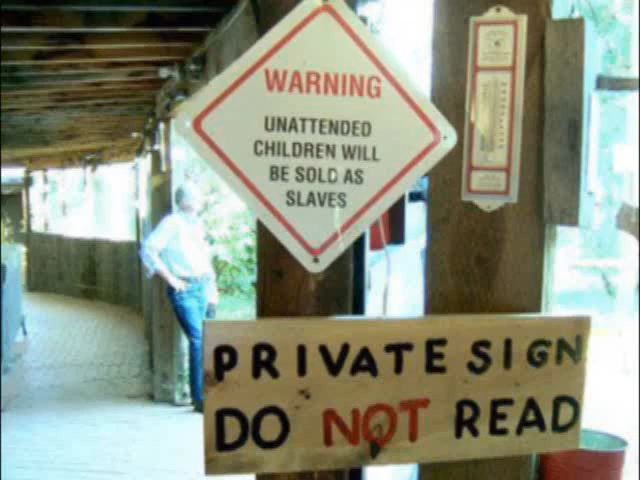 WARNING
UNATTENDED
CHILDREN WILL
BE SOLD AS
SLAVES
PRIVATE SIGN
DO NOT READ